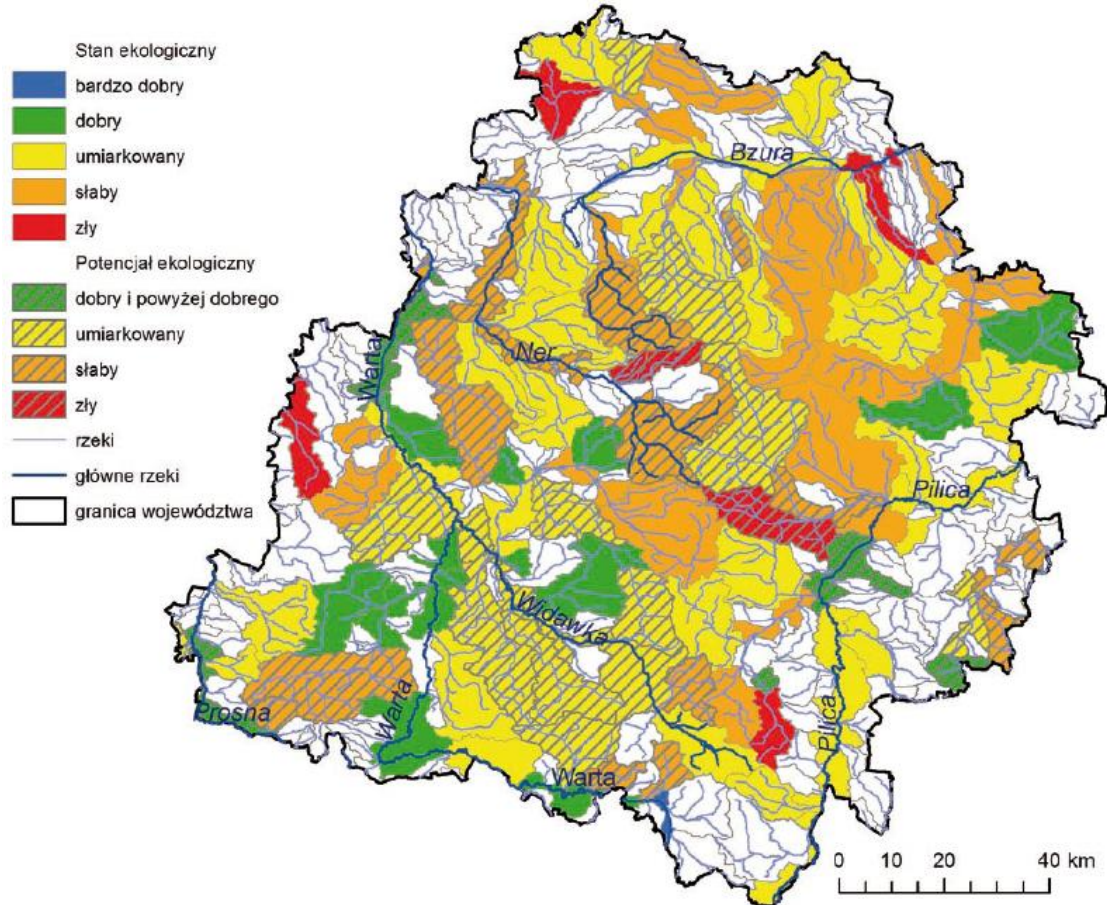 Stan ekologiczny
bardzo dobry
dobry
umiarkowany
słaby
zły
Potencjał ekologiczny
dobry i powyżej dobrego
umiarkowany
słaby
zły
rzeki
główne rzeki
granica województwa
Bzura
Warta
Ner
Pilica
Widawka
Prosna
Warta
Warta
Pilica
0 10 20 40 km